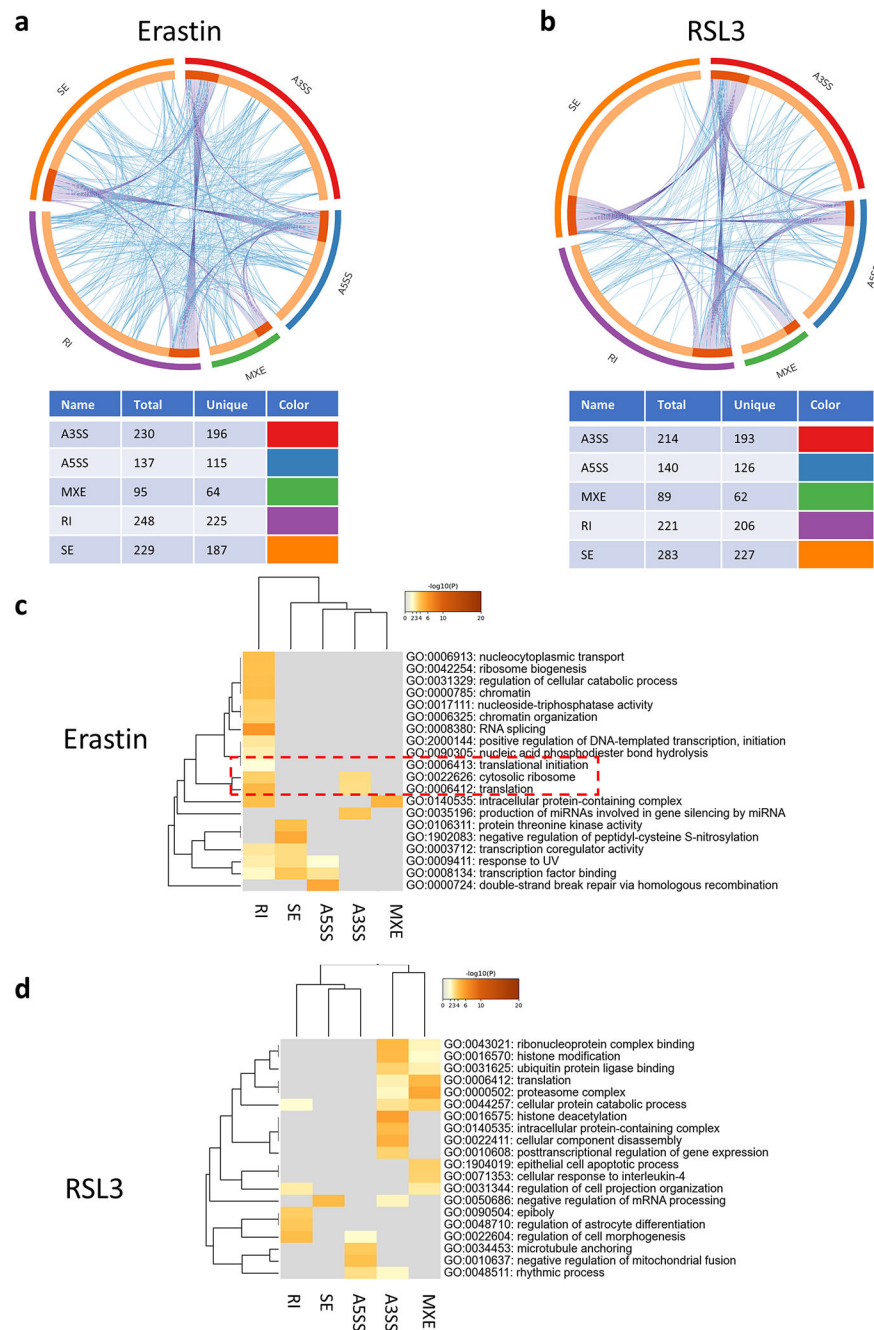 a
Erastin
SE
A3SS
RI
A5SS
MXE
Name Total Unique Color
A3SS 230 196
A5SS 137 115
MXE 95 64
RI 248 225
SE 229 187
b
RSL3
SE
A3SS
RI
A5SS
MXE
Name Total Unique Color
A3SS 214 193
A5SS 140 126
MXE 89 62
RI 221 206
SE 283 227
c
-log10(P)
0 2 3 4 6 10 20
Erastin
GO:0006913: nucleocytoplasmic transport
GO:0042254: ribosome biogenesis
GO:0031329: regulation of cellular catabolic process
GO:0000785: chromatin
GO:0017111: nucleoside-triphosphatase activity
GO:0006325: chromatin organization
GO:0008380: RNA splicing
GO:2000144: positive regulation of DNA-templated transcription, initiation
GO:0090305: nucleic acid phosphodiester bond hydrolysis
GO:0006413: translational initiation
GO:0022626: cytosolic ribosome
GO:0006412: translation
GO:0140535: intracellular protein-containing complex
GO:0035196: production of miRNAs involved in gene silencing by miRNA
GO:0106311: protein threonine kinase activity
GO:1902083: negative regulation of peptidyl-cysteine S-nitrosylation
GO:0003712: transcription coregulator activity
GO:0009411: response to UV
GO:0008134: transcription factor binding
GO:0000724: double-strand break repair via homologous recombination
RI SE A5SS A3SS MXE
d
-log10(P)
0 2 3 4 6 10 20
RSL3
GO:0043021: ribonucleoprotein complex binding
GO:0016570: histone modification
GO:0031625: ubiquitin protein ligase binding
GO:0006412: translation
GO:0000502: proteasome complex
GO:0044257: cellular protein catabolic process
GO:0016575: histone deacetylation
GO:0140535: intracellular protein-containing complex
GO:0022411: cellular component disassembly
GO:0010608: posttranscriptional regulation of gene expression
GO:1904019: epithelial cell apoptotic process
GO:0071353: cellular response to interleukin-4
GO:0031344: regulation of cell projection organization
GO:0050686: negative regulation of mRNA processing
GO:0090504: epiboly
GO:0048710: regulation of astrocyte differentiation
GO:0022604: regulation of cell morphogenesis
GO:0034453: microtubule anchoring
GO:0010637: negative regulation of mitochondrial fusion
GO:0048511: rhythmic process
RI SE A5SS A3SS MXE